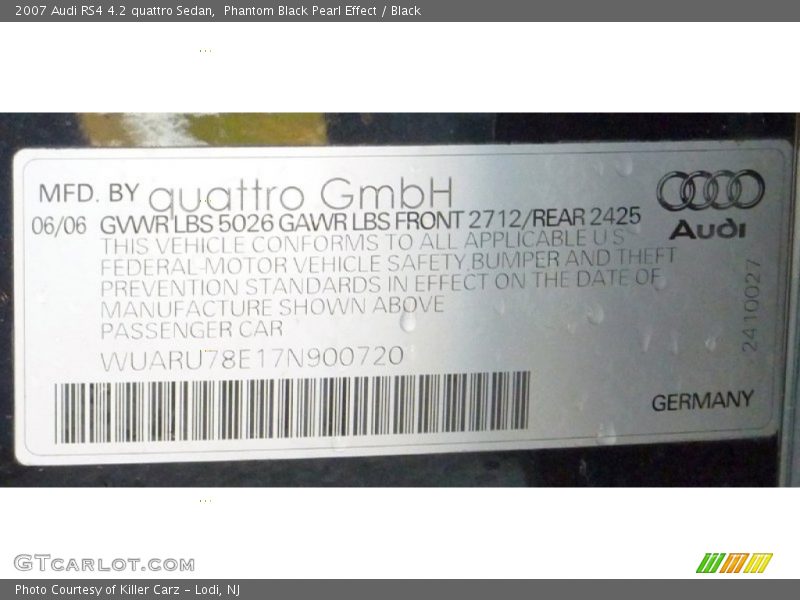 2007 Audi RS4 4.2 quattro Sedan,  Phantom Black Pearl Effect / Black
MFD. BY quattro GmbH
06/06 GVWR LBS 5026 GAWR LBS FRONT 2712/REAR 2425
THIS VEHICLE CONFORMS TO ALL APPLICABLE U S
FEDERAL-MOTOR VEHICLE SAFETY BUMPER AND THEFT
PREVENTION STANDARDS IN EFFECT ON THE DATE OF
MANUFACTURE SHOWN ABOVE
PASSENGER CAR
WUARU78E17N900720
Audi
2410027
GERMANY
GTcarlot.com
Photo Courtesy of Killer Carz – Lodi, NJ